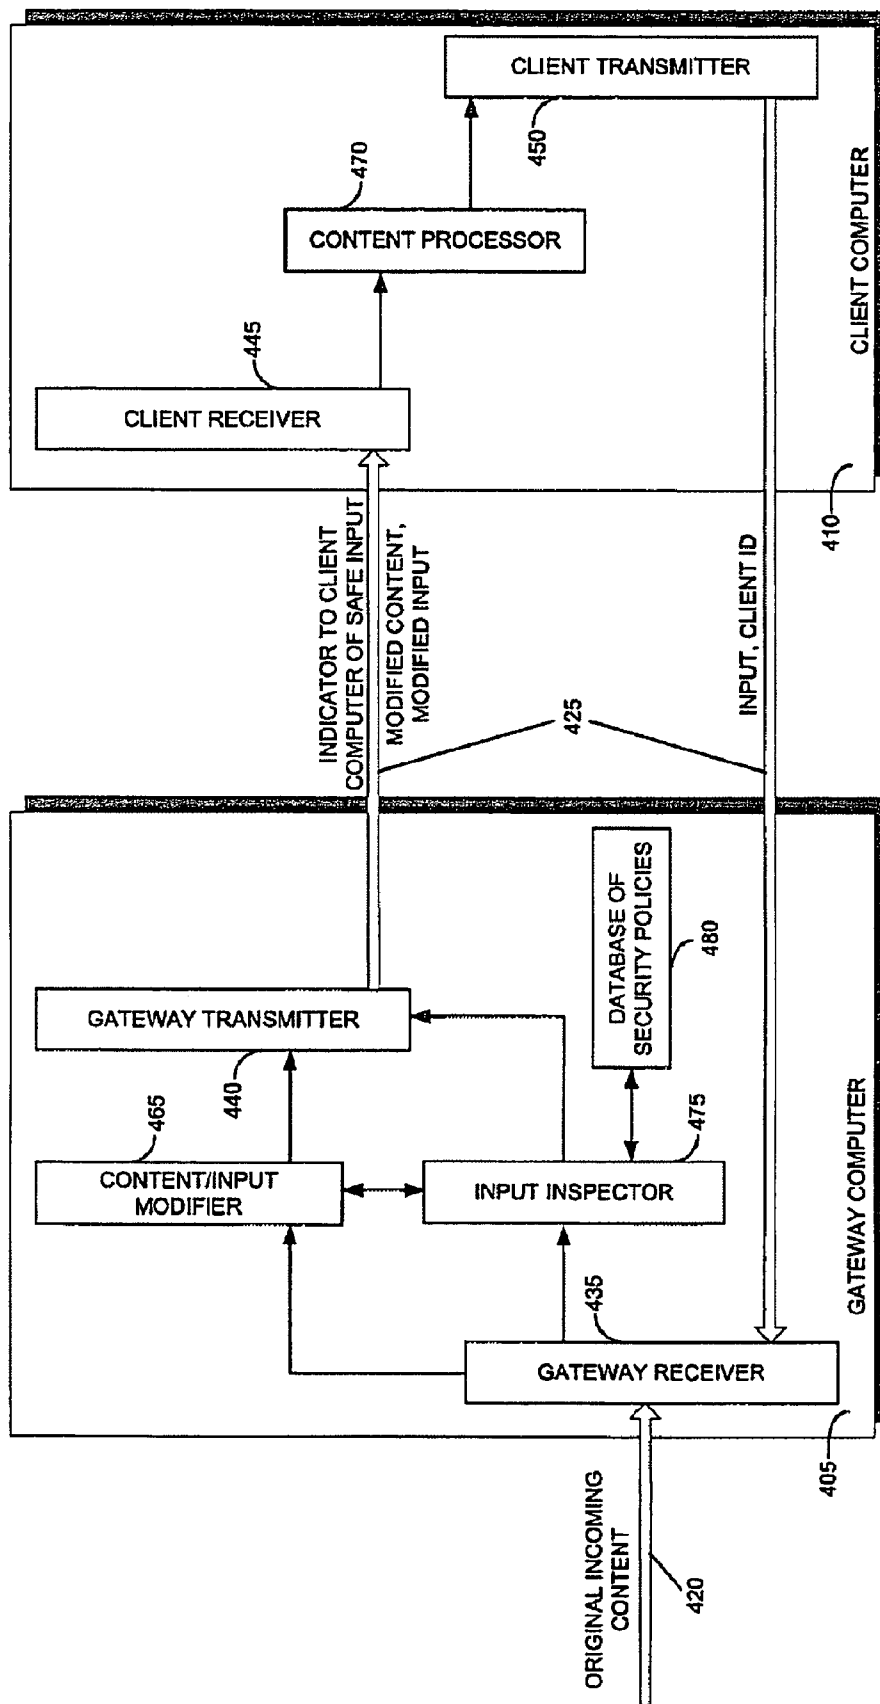 ORIGINAL INCOMING
CONTENT
420
GATEWAY COMPUTER
405
GATEWAY RECEIVER
435
CONTENT/INPUT
MODIFIER
465
INPUT INSPECTOR
475
GATEWAY TRANSMITTER
440
DATABASE OF
SECURITY POLICIES
480
INDICATOR TO CLIENT
COMPUTER OF SAFE INPUT
MODIFIED CONTENT,
MODIFIED INPUT
425
INPUT, CLIENT ID
CLIENT COMPUTER
410
CLIENT RECEIVER
445
CONTENT PROCESSOR
470
CLIENT TRANSMITTER
450